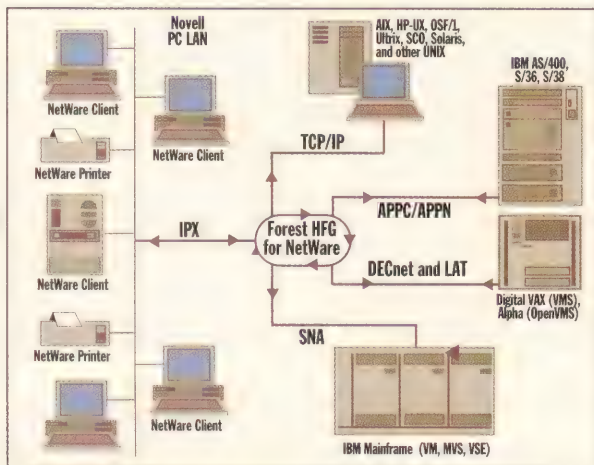 Novell
PC LAN
NetWare Client
NetWare Client
NetWare Printer
NetWare Client
NetWare Printer
NetWare Client
IPX
Forest HFG
for NetWare
AIX, HP-UX, OSF/1,
Ultrix, SCO, Solaris,
and other UNIX
TCP/IP
IBM AS/400,
S/36, S/38
APPC/APPN
DECnet and LAT
Digital VAX (VMS),
Alpha (OpenVMS)
SNA
IBM Mainframe (VM, MVS, VSE)